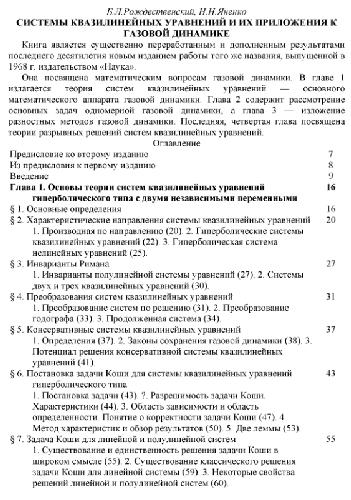 Б.Л.Рождественский, Н.Н.Яненко
СИСТЕМЫ КВАЗИЛИНЕЙНЫХ УРАВНЕНИЙ И ИХ ПРИЛОЖЕНИЯ К
ГАЗОВОЙ ДИНАМИКЕ
Книга является существенно переработанным и дополненным результатами
последнего десятилетия новым изданием работы того же названия, выпущенной в
1968 г. издательством «Наука».
Она посвящена математическим вопросам газовой динамики. В главе 1
излагается теория систем квазилинейных уравнений — основного
математического аппарата газовой динамики. Глава 2 содержит рассмотрение
основных задач одномерной газовой динамики, а глава 3 — изложение
разностных методов газовой динамики. Последняя, четвертая глава посвящена
теории разрывных решений систем квазилинейных уравнений.
Оглавление
Предисловие ко второму изданию 7
Из предисловия к первому изданию 8
Введение 9
Глава 1. Основы теории систем квазилинейных уравнений 16
гиперболического типа с двумя независимыми переменными
§ 1. Основные определения 16
§ 2. Характеристические направления системы квазилинейных уравнений 20
1. Производная по направлению (20). 2. Гиперболические системы
квазилинейных уравнений (22). 3. Гиперболическая система
нелинейных уравнений (25).
§ 3. Инварианты Римана 27
1. Инварианты полулинейной системы уравнений (27). 2. Системы
двух и трех квазилинейных уравнений (30).
§ 4. Преобразования систем квазилинейных уравнений 31
1. Преобразование систем по решению (31). 2. Преобразование
годографа (33). 3. Продолженная система (34).
§ 5. Консервативные системы квазилинейных уравнений 37
1. Определения (37). 2. Законы сохранения газовой динамики (38). 3.
Потенциал решения консервативной системы квазилинейных
уравнений (41).
§ 6. Постановка задачи Коши для системы квазилинейных уравнений 43
гиперболического типа
1. Постановка задачи (43). 2. Разрешимость задачи Коши.
Характеристики (44). 3. Область зависимости и область
определенности. Понятие о корректности задачи Коши (47). 4.
Метод характеристик и обзор результатов (50). 5. Две леммы (53)
§ 7. Задача Коши для линейной и полулинейной систем 55
1. Существование и единственность решения задачи Коши в
широком смысле (55). 2. Существование классического решения
задачи Коши для линейной системы (59). 3. Некоторые свойства
решений линейной и полулинейной систем (60).